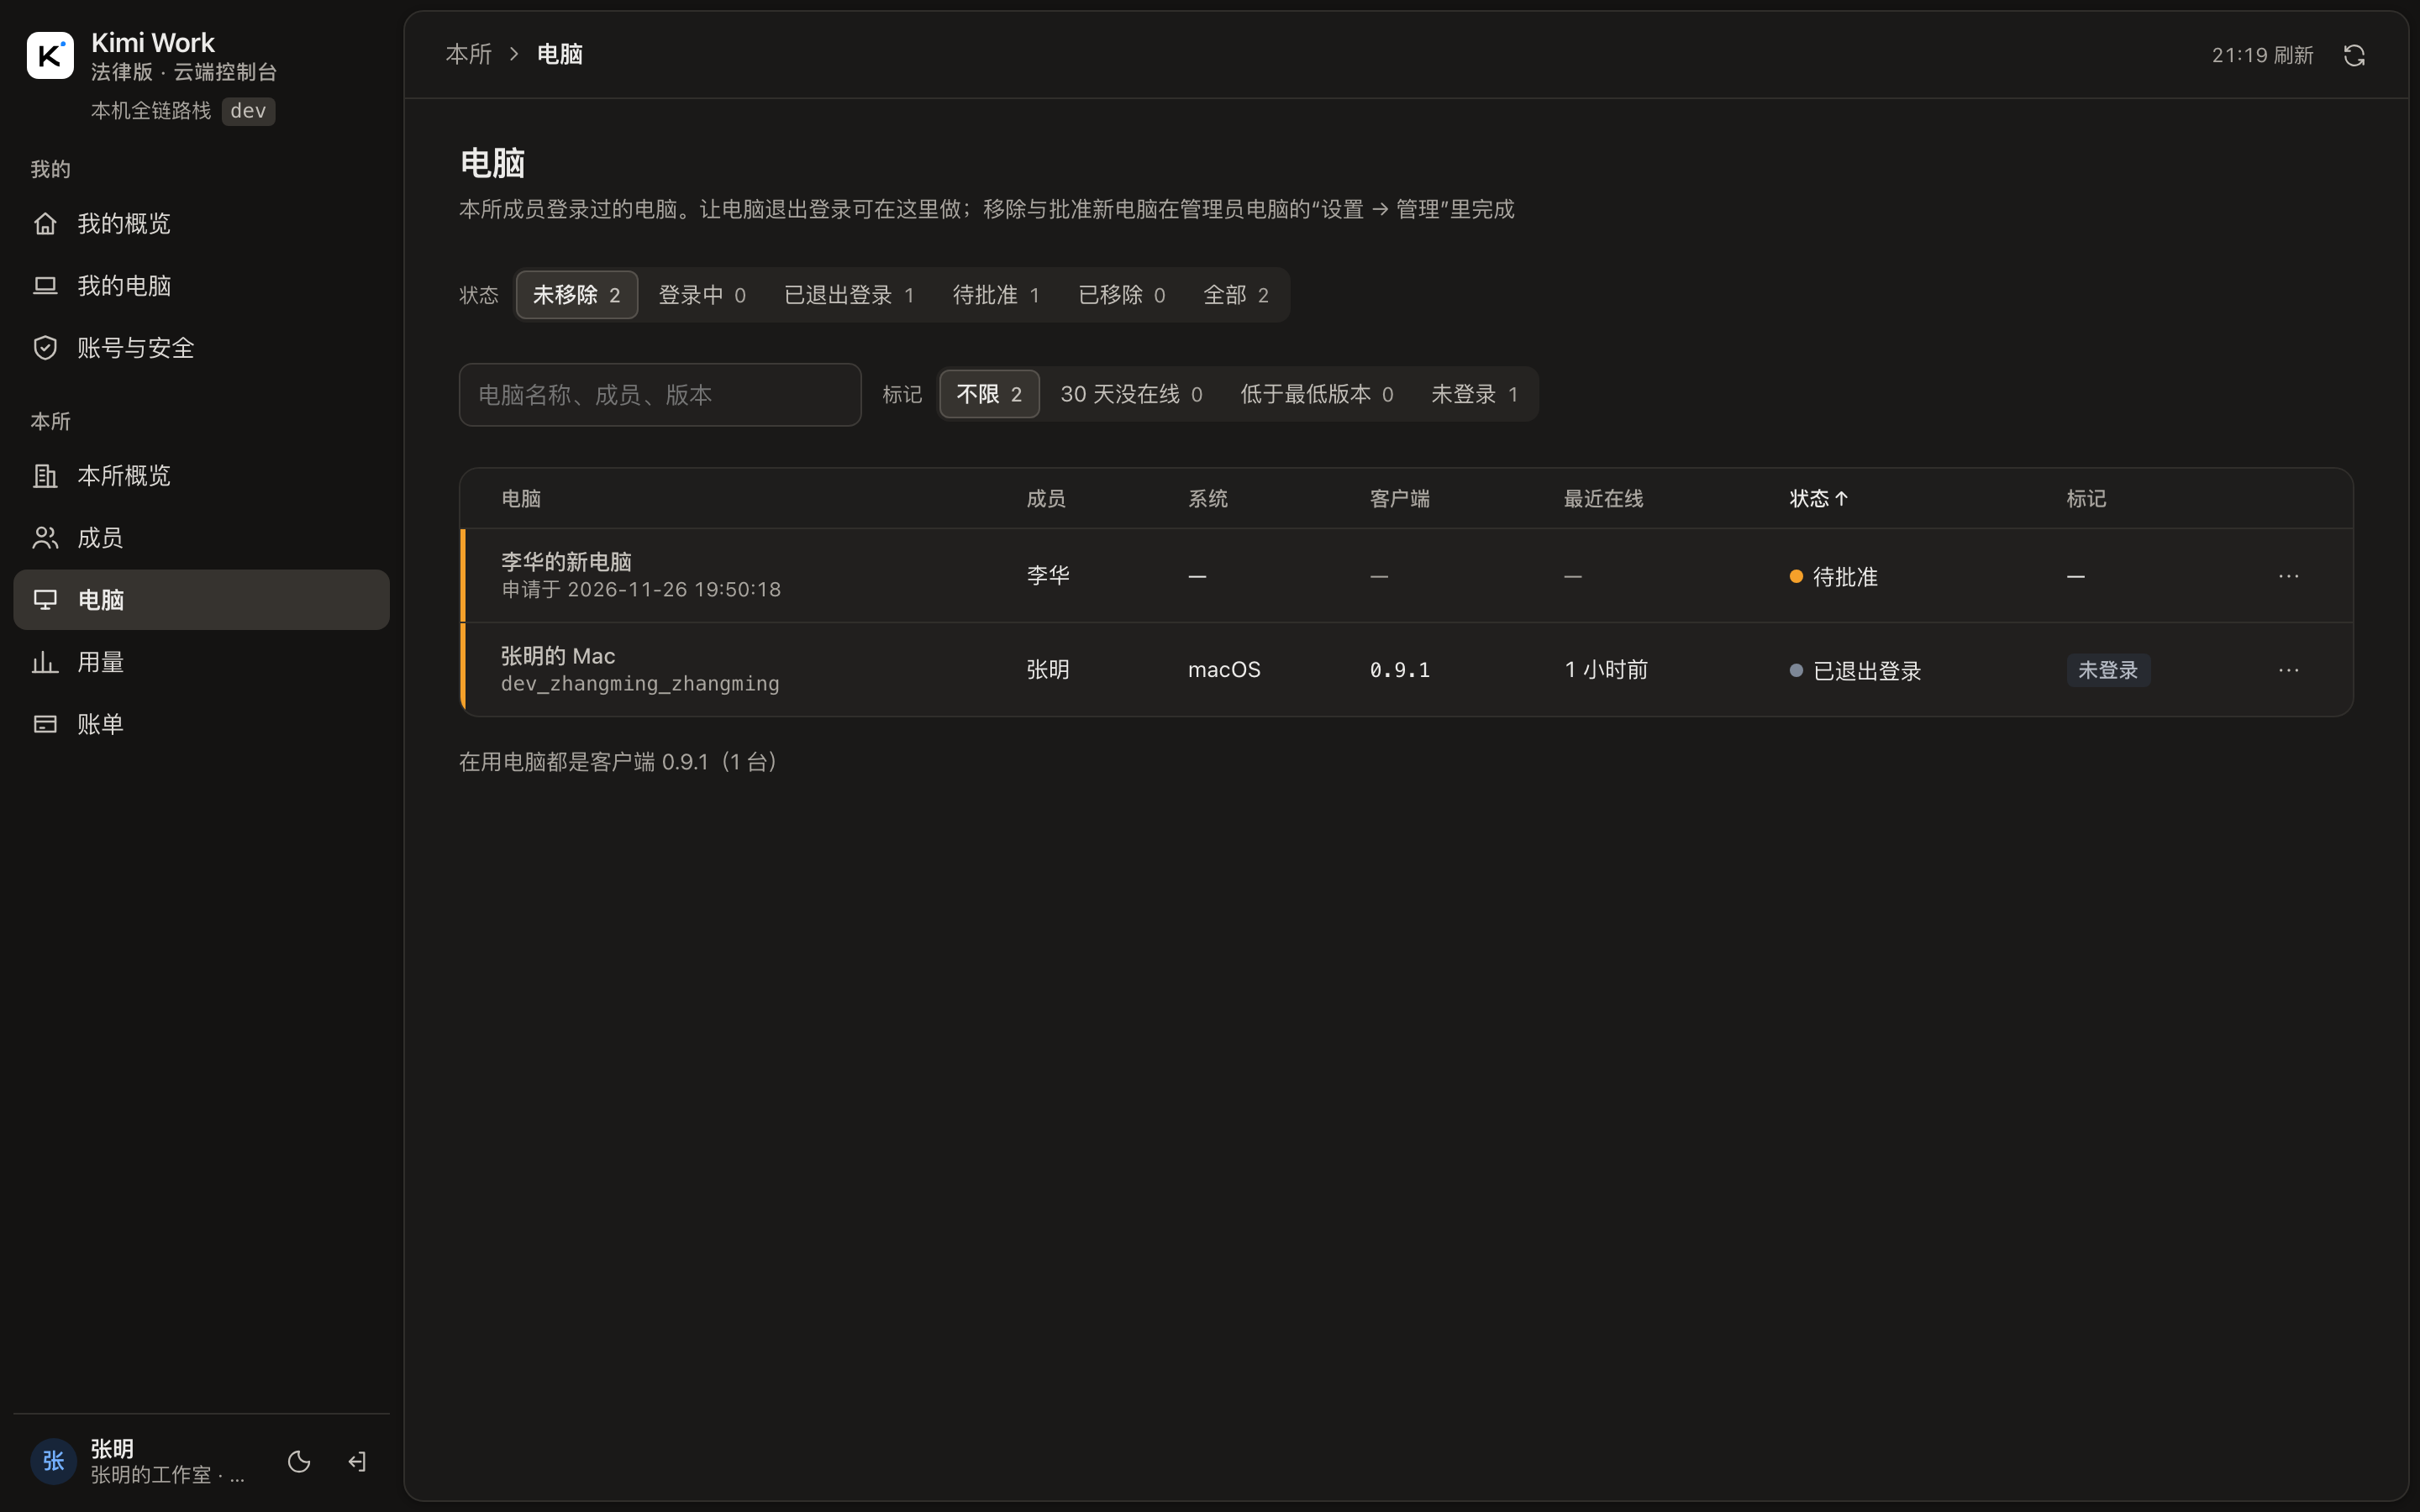 Kimi Work
法律版 · 云端控制台
本机全链路栈 dev
我的
我的概览
我的电脑
账号与安全
本所
本所概览
成员
电脑
用量
账单
张
张明
张明的工作室 · ...
本所 > 电脑
21:19 刷新
电脑
本所成员登录过的电脑。让电脑退出登录可在这里做；移除与批准新电脑在管理员电脑的“设置 → 管理”里完成
状态 未移除 2 登录中 0 已退出登录 1 待批准 1 已移除 0 全部 2
电脑名称、成员、版本 标记 不限 2 30 天没在线 0 低于最低版本 0 未登录 1
电脑 成员 系统 客户端 最近在线 状态 ↑ 标记
李华的新电脑
申请于 2026-11-26 19:50:18
李华 — — — 待批准 — ···
张明的 Mac
dev_zhangming_zhangming
张明 macOS 0.9.1 1 小时前 已退出登录 未登录 ···
在用电脑都是客户端 0.9.1（1 台）